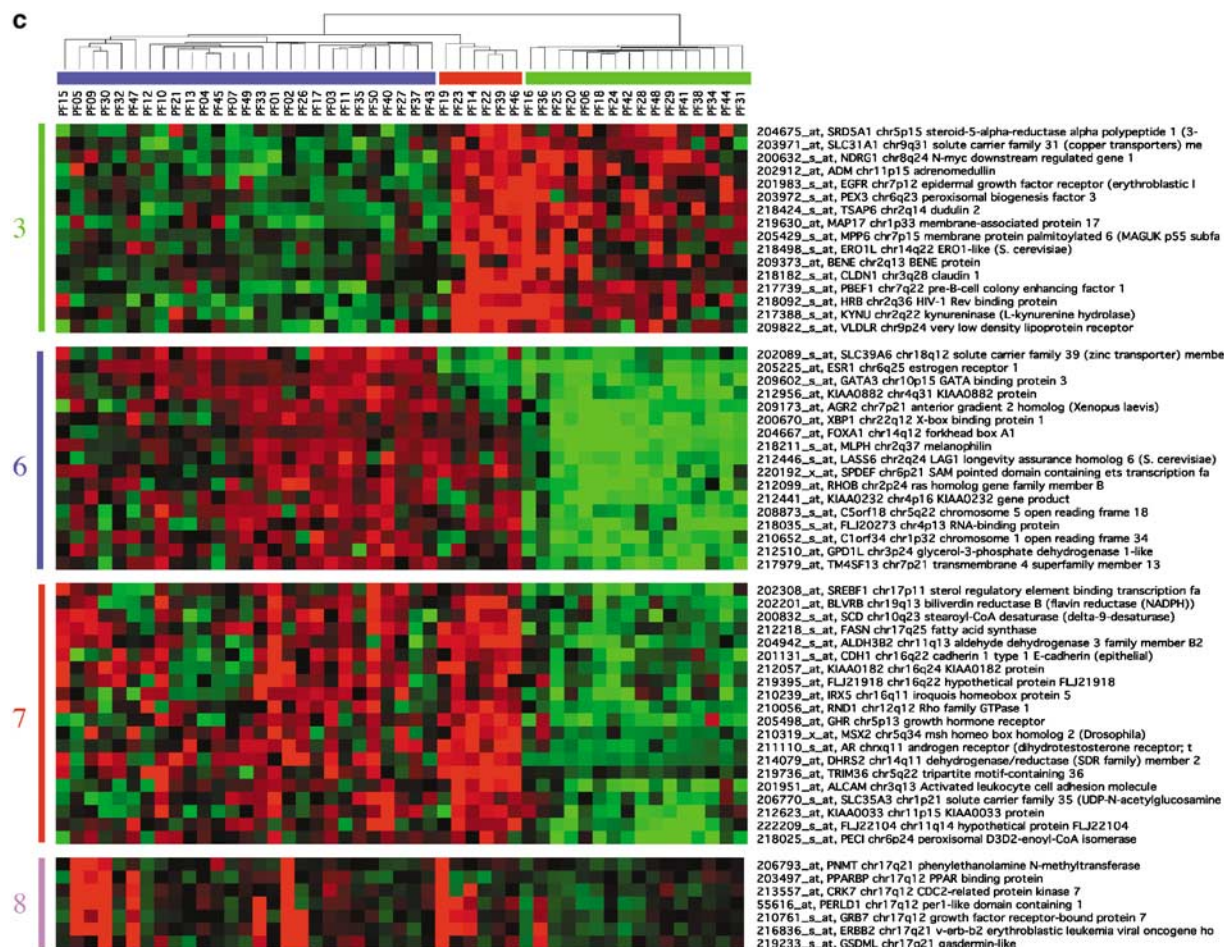 c
PF15 PF05 PF09 PF30 PF32 PF47 PF12 PF10 PF21 PF13 PF04 PF45 PF07 PF49 PF33 PF01 PF02 PF26 PF17 PF03 PF11 PF35 PF50 PF40 PF27 PF37 PF43 PF19 PF23 PF14 PF22 PF39 PF46 PF16 PF36 PF25 PF20 PF06 PF18 PF24 PF42 PF28 PF48 PF29 PF41 PF38 PF34 PF44 PF31
3
204675_at, SRD5A1 chr5p15 steroid-5-alpha-reductase alpha polypeptide 1 (3-
203971_at, SLC31A1 chr9q31 solute carrier family 31 (copper transporters) me
200632_s_at, NDRG1 chr8q24 N-myc downstream regulated gene 1
202912_at, ADM chr11p15 adrenomedullin
201983_s_at, EGFR chr7p12 epidermal growth factor receptor (erythroblastic l
203972_s_at, PEX3 chr6q23 peroxisomal biogenesis factor 3
218424_s_at, TSAP6 chr2q14 dudulin 2
219630_at, MAP17 chr1p33 membrane-associated protein 17
205429_s_at, MPP6 chr7p15 membrane protein palmitoylated 6 (MAGUK p55 subfa
218498_s_at, ERO1L chr14q22 ERO1-like (S. cerevisiae)
209373_at, BENE chr2q13 BENE protein
218182_s_at, CLDN1 chr3q28 claudin 1
217739_s_at, PBEF1 chr7q22 pre-B-cell colony enhancing factor 1
218092_s_at, HRB chr2q36 HIV-1 Rev binding protein
217388_s_at, KYNU chr2q22 kynureninase (L-kynurenine hydrolase)
209822_s_at, VLDLR chr9p24 very low density lipoprotein receptor
6
202089_s_at, SLC39A6 chr18q12 solute carrier family 39 (zinc transporter) membe
205225_at, ESR1 chr6q25 estrogen receptor 1
209602_s_at, GATA3 chr10p15 GATA binding protein 3
212956_at, KIAA0882 chr4q31 KIAA0882 protein
209173_at, AGR2 chr7p21 anterior gradient 2 homolog (Xenopus laevis)
200670_at, XBP1 chr22q12 X-box binding protein 1
204667_at, FOXA1 chr14q12 forkhead box A1
218211_s_at, MLPH chr2q37 melanophilin
212446_s_at, LASS6 chr2q24 LAG1 longevity assurance homolog 6 (S. cerevisiae)
220192_x_at, SPDEF chr6p21 SAM pointed domain containing ets transcription fa
212099_at, RHOB chr2p24 ras homolog gene family member B
212441_at, KIAA0232 chr4p16 KIAA0232 gene product
208873_s_at, C5orf18 chr5q22 chromosome 5 open reading frame 18
218035_s_at, FLJ20273 chr4p13 RNA-binding protein
210652_s_at, C1orf34 chr1p32 chromosome 1 open reading frame 34
212510_at, GPD1L chr3p24 glycerol-3-phosphate dehydrogenase 1-like
217979_at, TM4SF13 chr7p21 transmembrane 4 superfamily member 13
7
202308_at, SREBF1 chr17p11 sterol regulatory element binding transcription fa
202201_at, BLVRB chr19q13 biliverdin reductase B (flavin reductase (NADPH))
200832_s_at, SCD chr10q23 stearoyl-CoA desaturase (delta-9-desaturase)
212218_s_at, FASN chr17q25 fatty acid synthase
204942_s_at, ALDH3B2 chr11q13 aldehyde dehydrogenase 3 family member B2
201131_s_at, CDH1 chr16q22 cadherin 1 type 1 E-cadherin (epithelial)
212057_at, KIAA0182 chr16q24 KIAA0182 protein
219395_at, FLJ21918 chr16q22 hypothetical protein FLJ21918
210239_at, IRX5 chr16q11 iroquois homeobox protein 5
210056_at, RND1 chr12q12 Rho family GTPase 1
205498_at, GHR chr5p13 growth hormone receptor
210319_x_at, MSX2 chr5q34 msh homeo box homolog 2 (Drosophila)
211110_s_at, AR chrxq11 androgen receptor (dihydrotestosterone receptor; t
214079_at, DHRS2 chr14q11 dehydrogenase/reductase (SDR family) member 2
219736_at, TRIM36 chr5q22 tripartite motif-containing 36
201951_at, ALCAM chr3q13 Activated leukocyte cell adhesion molecule
206770_s_at, SLC35A3 chr1p21 solute carrier family 35 (UDP-N-acetylglucosamine
212623_at, KIAA0033 chr11p15 KIAA0033 protein
222209_s_at, FLJ22104 chr11q14 hypothetical protein FLJ22104
218025_s_at, PECI chr6p24 peroxisomal D3D2-enoyl-CoA isomerase
8
206793_at, PNMT chr17q21 phenylethanolamine N-methyltransferase
203497_at, PPARBP chr17q12 PPAR binding protein
213557_at, CRK7 chr17q12 CDC2-related protein kinase 7
55616_at, PERLD1 chr17q12 per1-like domain containing 1
210761_s_at, GRB7 chr17q12 growth factor receptor-bound protein 7
216836_s_at, ERBB2 chr17q21 v-erb-b2 erythroblastic leukemia viral oncogene ho
219233_s_at, GSDML chr17q21 gasdermin-like